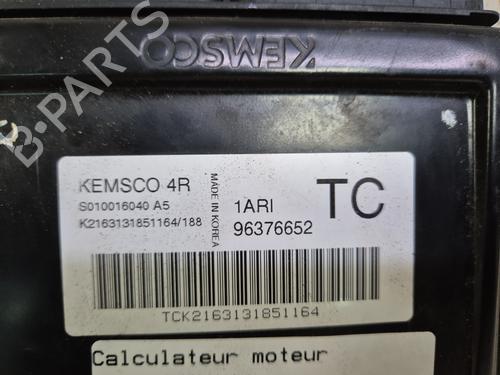 KEMSCO
KEMSCO 4R
S010016040 A5
K2163131851164/188
MADE IN KOREA
1ARI
96376652
TC
TCK2163131851164
Calculateur moteur
B-PARTS